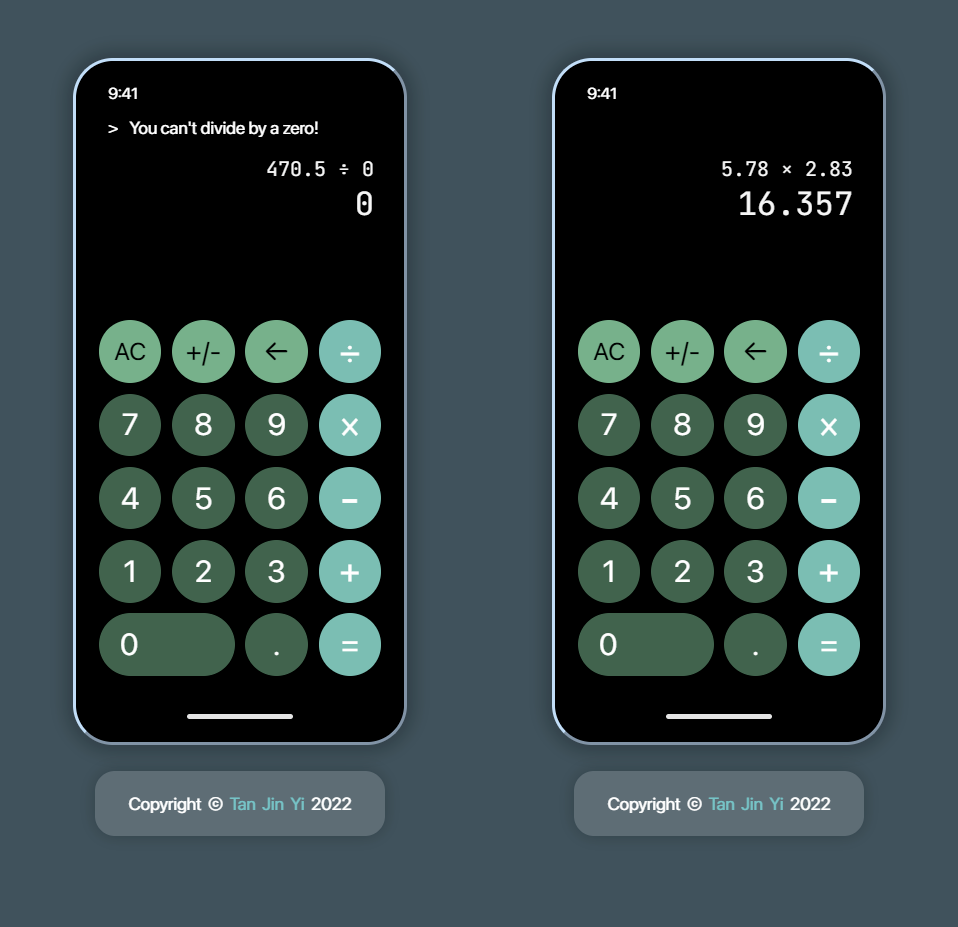 9:41
> You can't divide by a zero!
470.5 ÷ 0
0
AC +/- ← ÷
7 8 9 ×
4 5 6 −
1 2 3 +
0 . =
Copyright © Tan Jin Yi 2022
9:41
5.78 × 2.83
16.357
AC +/- ← ÷
7 8 9 ×
4 5 6 −
1 2 3 +
0 . =
Copyright © Tan Jin Yi 2022